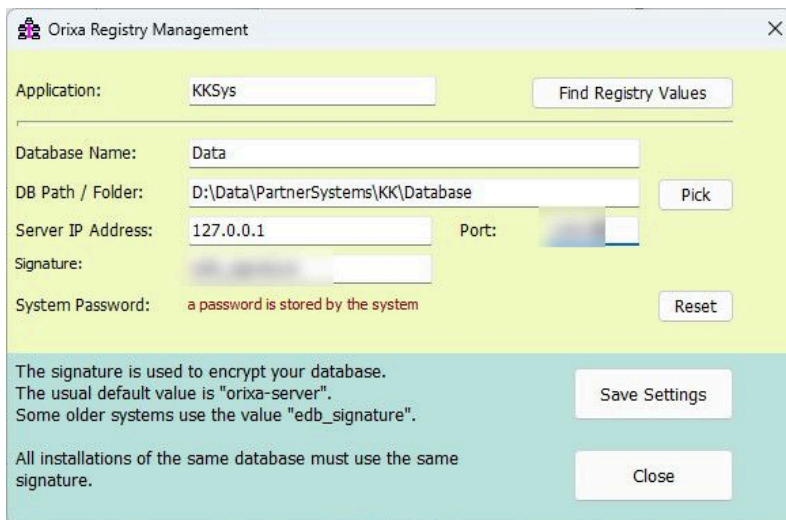 Orixa Registry Management
Application: KKSys Find Registry Values
Database Name: Data
DB Path / Folder: D:\Data\PartnerSystems\KK\Database Pick
Server IP Address: 127.0.0.1 Port:
Signature:
System Password: a password is stored by the system Reset
The signature is used to encrypt your database.
The usual default value is "orixa-server".
Some older systems use the value "edb_signature".
Save Settings
All installations of the same database must use the same
signature.
Close